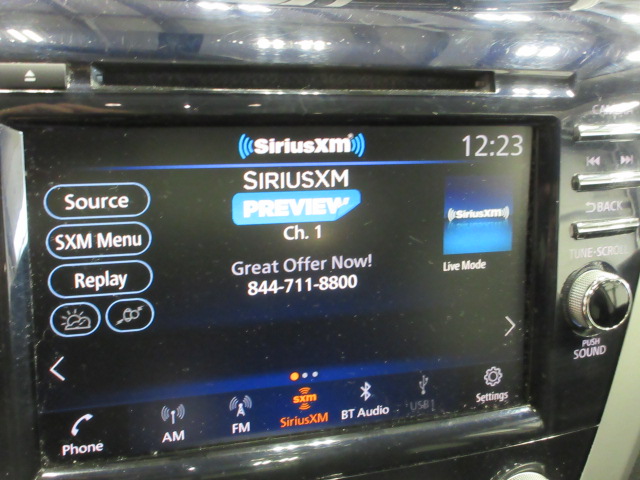 SiriusXM
12:23
SIRIUSXM
PREVIEW
Ch. 1
Great Offer Now!
844-711-8800
Source
SXM Menu
Replay
SiriusXM
Live Mode
Phone
AM
FM
sxm
SiriusXM
BT Audio
USB1
Settings
BACK
TUNE·SCROLL
PUSH
SOUND